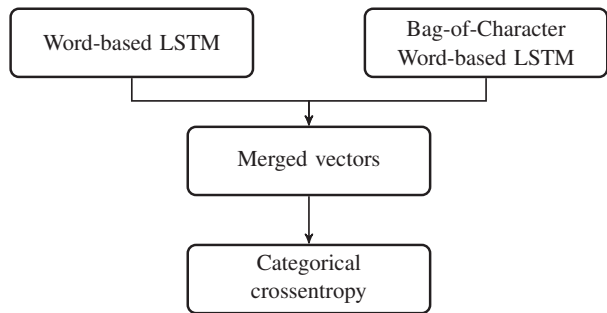 Word-based LSTM
Bag-of-Character
Word-based LSTM
Merged vectors
Categorical
crossentropy